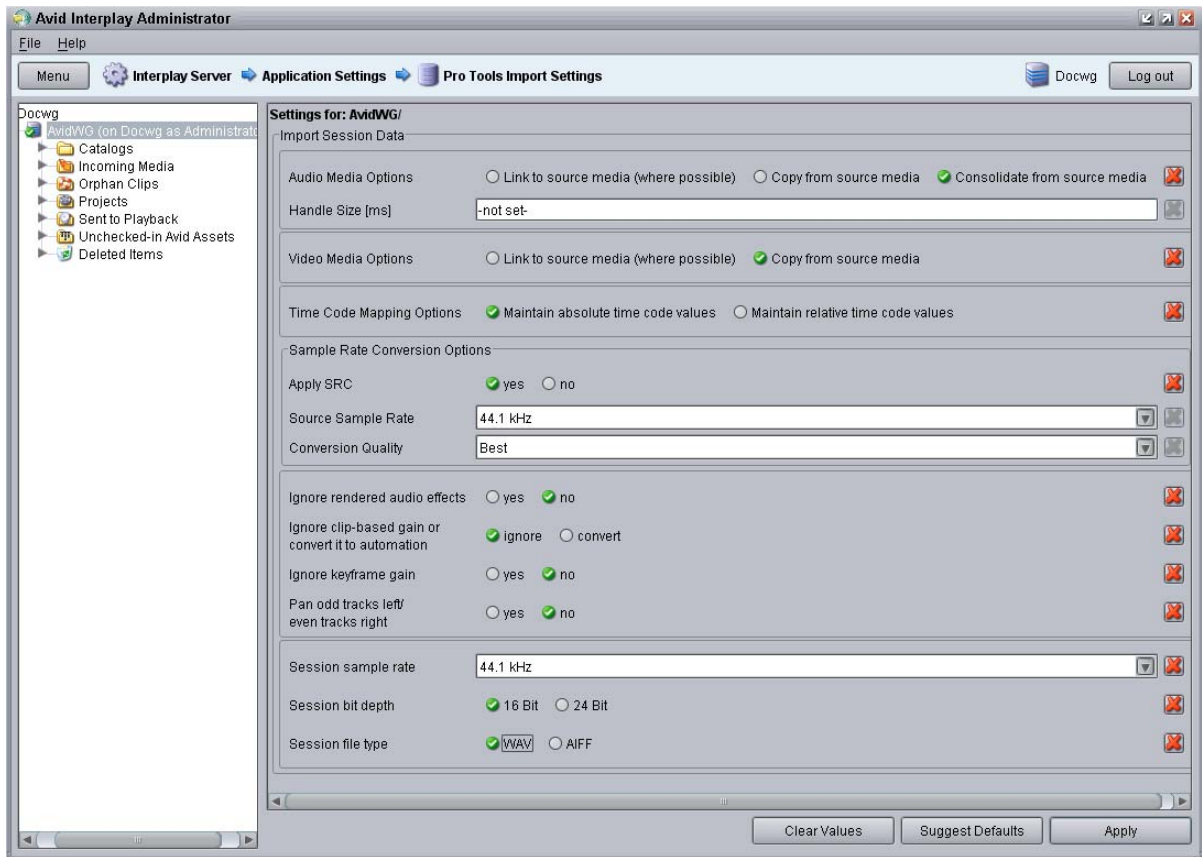 Avid Interplay Administrator
File Help
Menu Interplay Server Application Settings Pro Tools Import Settings Docwg Log out
Docwg
AvidWG (on Docwg as Administrato
Catalogs
Incoming Media
Orphan Clips
Projects
Sent to Playback
Unchecked-in Avid Assets
Deleted Items
Settings for: AvidWG/
Import Session Data
Audio Media Options Link to source media (where possible) Copy from source media Consolidate from source media
Handle Size [ms] -not set-
Video Media Options Link to source media (where possible) Copy from source media
Time Code Mapping Options Maintain absolute time code values Maintain relative time code values
Sample Rate Conversion Options
Apply SRC yes no
Source Sample Rate 44.1 kHz
Conversion Quality Best
Ignore rendered audio effects yes no
Ignore clip-based gain or
convert it to automation ignore convert
Ignore keyframe gain yes no
Pan odd tracks left/
even tracks right yes no
Session sample rate 44.1 kHz
Session bit depth 16 Bit 24 Bit
Session file type WAV AIFF
Clear Values Suggest Defaults Apply